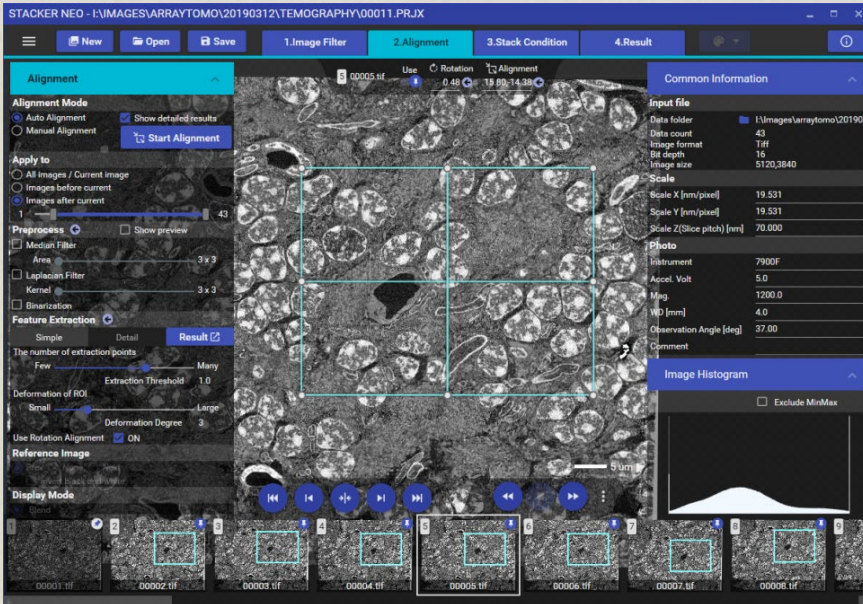 STACKER NEO - I:\IMAGES\ARRAYTOMO\20190312\TEMOGRAPHY\00011.PRJX
New
Open
Save
1.Image Filter
2.Alignment
3.Stack Condition
4.Result
Alignment
Alignment Mode
Auto Alignment
Show detailed results
Manual Alignment
Start Alignment
Apply to
All images / Current image
Images before current
Images after current
1 43
Preprocess
Show preview
Median Filter
Area 3 x 3
Laplacian Filter
Kernel 3 x 3
Binarization
Feature Extraction
Simple Detail Result
The number of extraction points
Few Many
Extraction Threshold 1.0
Deformation of ROI
Small Large
Deformation Degree 3
Use Rotation Alignment ON
Reference Image
Display Mode
Blend
5 00005.tif
Use Rotation Alignment
0.48 15.80,-14.38
5 um
Common Information
Input file
Data folder I:\Images\arraytomo\20190
Data count 43
Image format Tiff
Bit depth 16
Image size 5120,3840
Scale
Scale X [nm/pixel] 19.531
Scale Y [nm/pixel] 19.531
Scale Z(Slice pitch) [nm] 70.000
Photo
Instrument 7900F
Accel. Volt 5.0
Mag. 1200.0
WD [mm] 4.0
Observation Angle [deg] 37.00
Comment
Image Histogram
Exclude MinMax
1 2 3 4 5 6 7 8 9
00001.tif 00002.tif 00003.tif 00004.tif 00005.tif 00006.tif 00007.tif 00008.tif